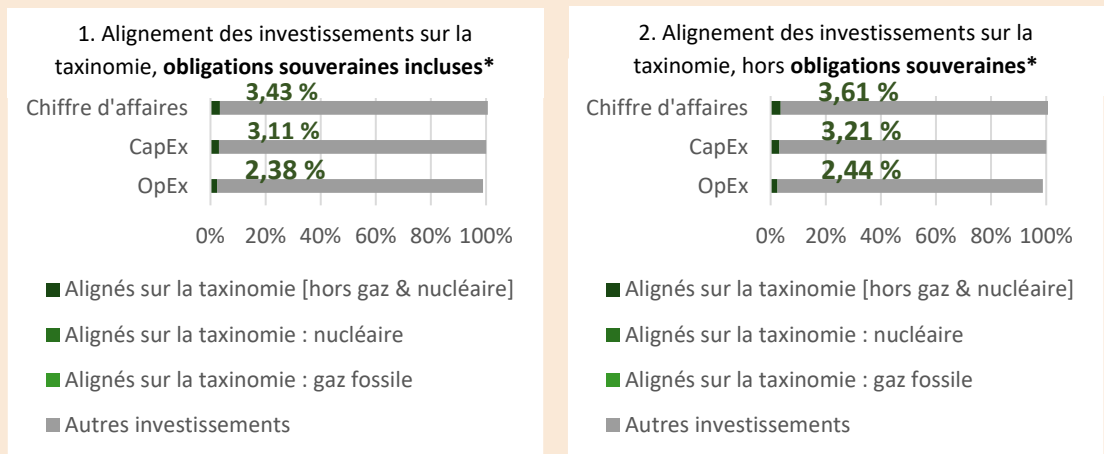 1. Alignement des investissements sur la
taxinomie, obligations souveraines incluses*
3,43 %
Chiffre d'affaires
3,11 %
CapEx
2,38 %
OpEx
0% 20% 40% 60% 80% 100%
Alignés sur la taxinomie [hors gaz & nucléaire]
Alignés sur la taxinomie : nucléaire
Alignés sur la taxinomie : gaz fossile
Autres investissements
2. Alignement des investissements sur la
taxinomie, hors obligations souveraines*
3,61 %
Chiffre d'affaires
3,21 %
CapEx
2,44 %
OpEx
0% 20% 40% 60% 80% 100%
Alignés sur la taxinomie [hors gaz & nucléaire]
Alignés sur la taxinomie : nucléaire
Alignés sur la taxinomie : gaz fossile
Autres investissements